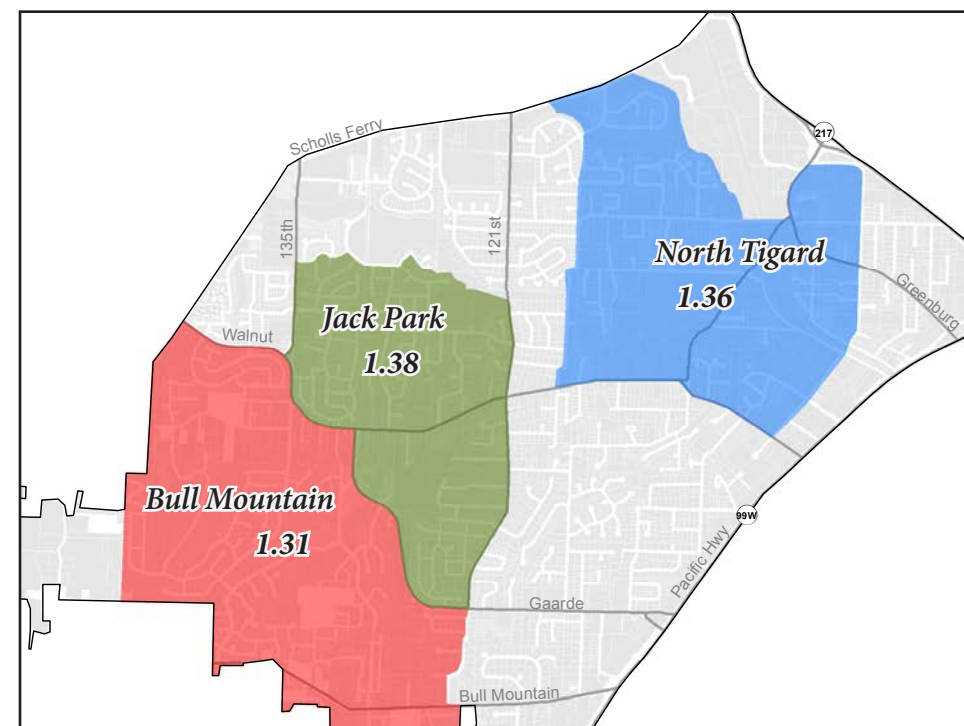 217
Scholls Ferry
135th
121st
North Tigard
1.36
Greenburg
Jack Park
1.38
Walnut
Bull Mountain
1.31
99W
Pacific Hwy
Gaarde
Bull Mountain